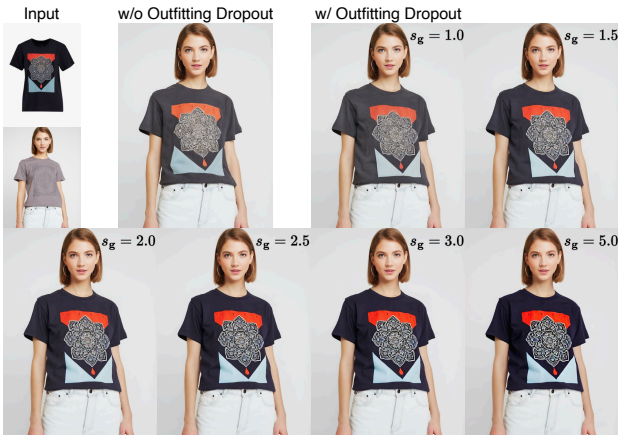 Input
w/o Outfitting Dropout
w/ Outfitting Dropout
s_g = 1.0
s_g = 1.5
s_g = 2.0
s_g = 2.5
s_g = 3.0
s_g = 5.0